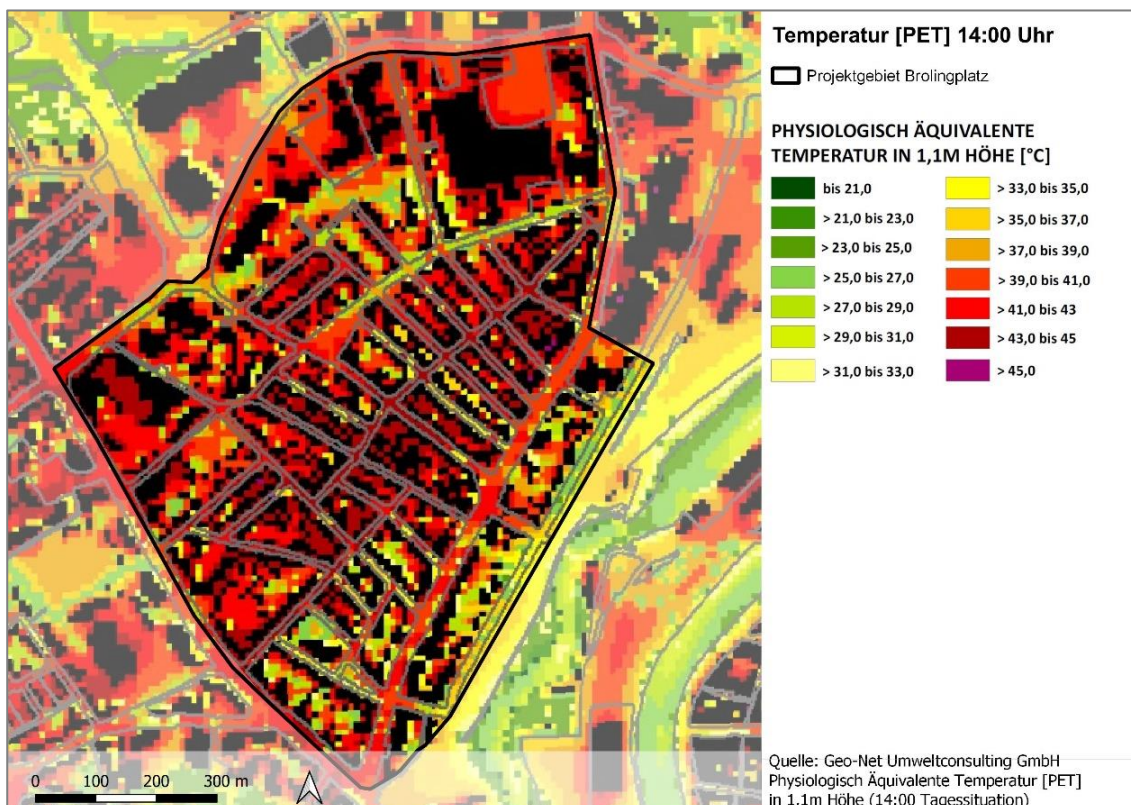 Temperatur [PET] 14:00 Uhr
Projektgebiet Brolingplatz
PHYSIOLOGISCH ÄQUIVALENTE
TEMPERATUR IN 1,1M HÖHE [°C]
bis 21,0
> 21,0 bis 23,0
> 23,0 bis 25,0
> 25,0 bis 27,0
> 27,0 bis 29,0
> 29,0 bis 31,0
> 31,0 bis 33,0
> 33,0 bis 35,0
> 35,0 bis 37,0
> 37,0 bis 39,0
> 39,0 bis 41,0
> 41,0 bis 43
> 43,0 bis 45
> 45,0
0 100 200 300 m
Quelle: Geo-Net Umweltconsulting GmbH
Physiologisch Äquivalente Temperatur [PET]
in 1,1m Höhe (14:00 Tagessituation)